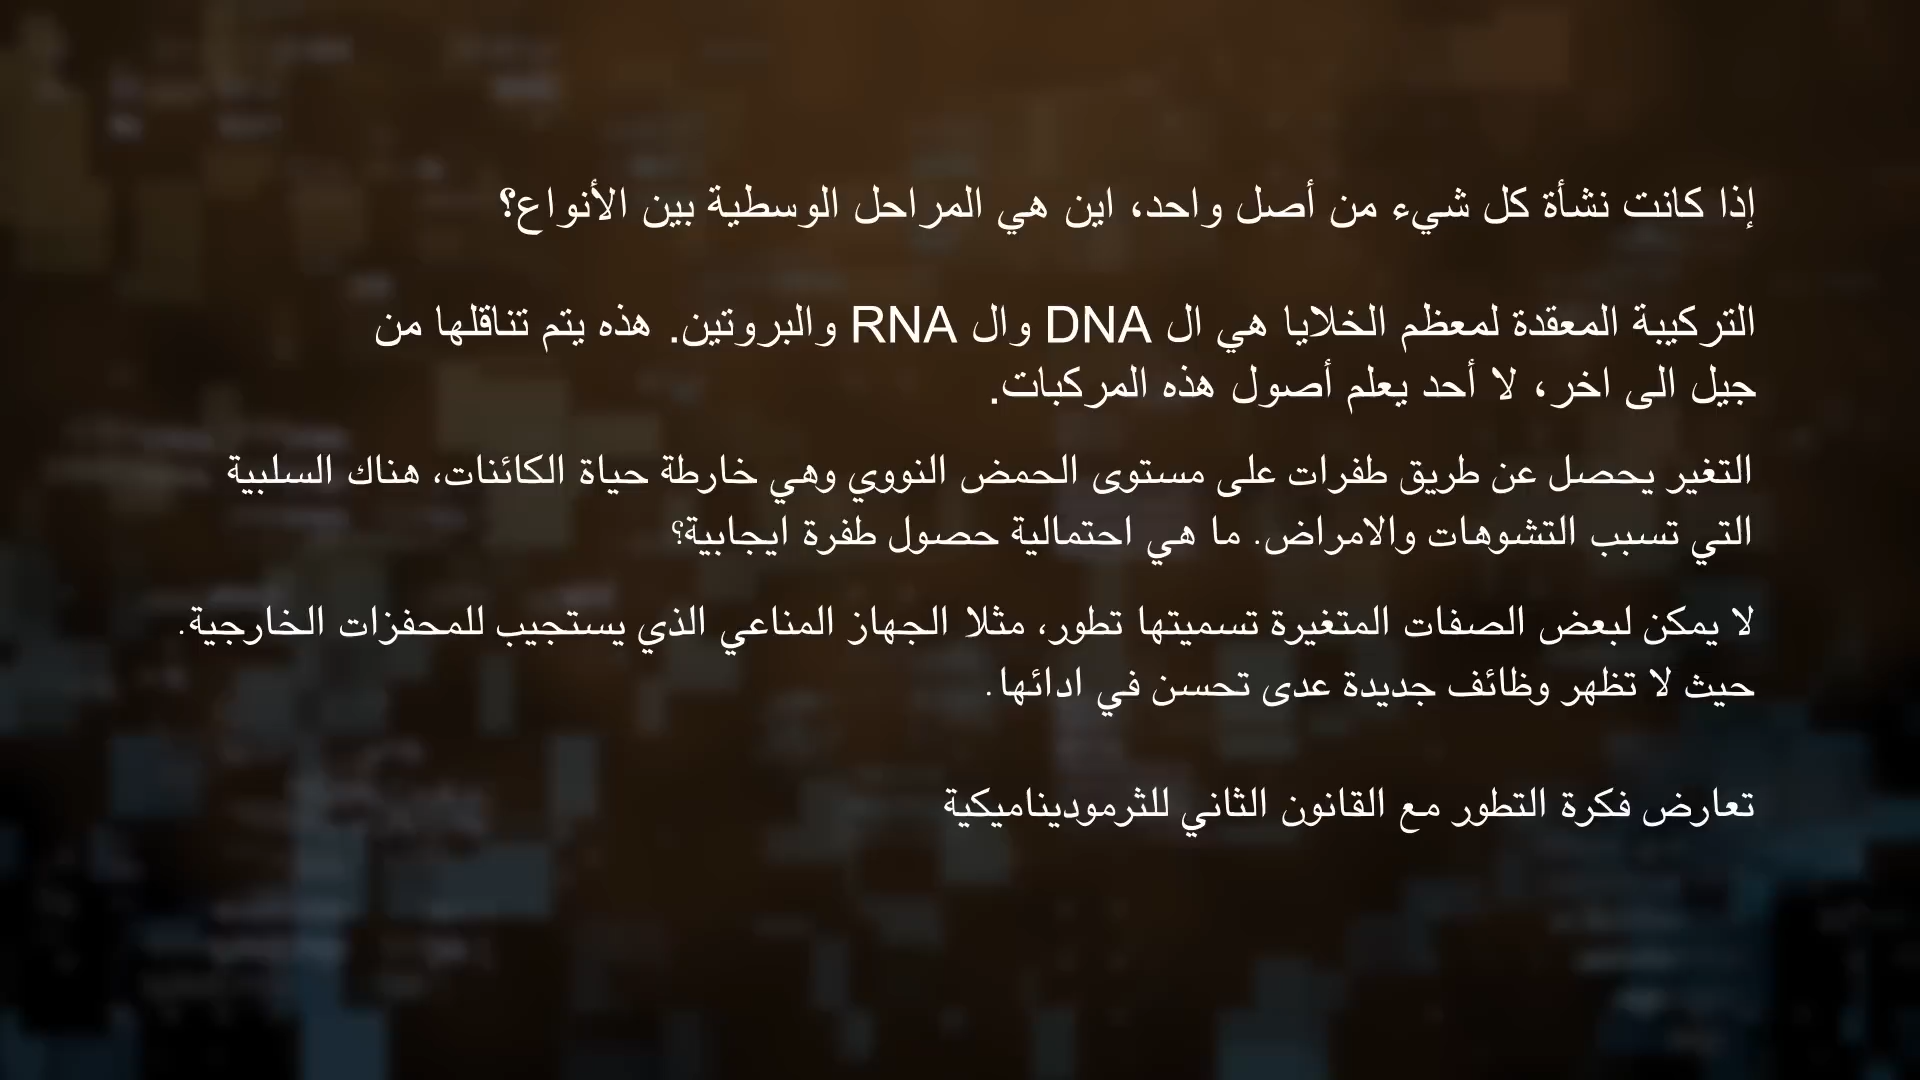 إذا كانت نشأة كل شيء من أصل واحد، اين هي المراحل الوسطية بين الأنواع؟
التركيبة المعقدة لمعظم الخلايا هي ال DNA وال RNA والبروتين. هذه يتم تناقلها من
جيل الى اخر، لا أحد يعلم أصول هذه المركبات.
التغير يحصل عن طريق طفرات على مستوى الحمض النووي وهي خارطة حياة الكائنات، هناك السلبية
التي تسبب التشوهات والامراض. ما هي احتمالية حصول طفرة ايجابية؟
لا يمكن لبعض الصفات المتغيرة تسميتها تطور، مثلا الجهاز المناعي الذي يستجيب للمحفزات الخارجية.
حيث لا تظهر وظائف جديدة عدى تحسن في ادائها.
تعارض فكرة التطور مع القانون الثاني للثرموديناميكية